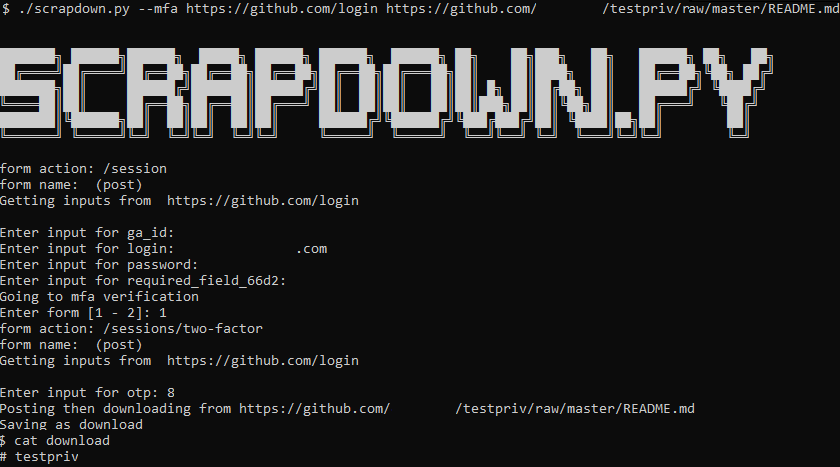 $ ./scrapdown.py --mfa https://github.com/login https://github.com/ /testpriv/raw/master/README.md
SCRAPDOWN.PY
form action: /session
form name:  (post)
Getting inputs from  https://github.com/login
Enter input for ga_id:
Enter input for login: .com
Enter input for password:
Enter input for required_field_66d2:
Going to mfa verification
Enter form [1 - 2]: 1
form action: /sessions/two-factor
form name:  (post)
Getting inputs from  https://github.com/login
Enter input for otp: 8
Posting then downloading from https://github.com/ /testpriv/raw/master/README.md
Saving as download
$ cat download
# testpriv